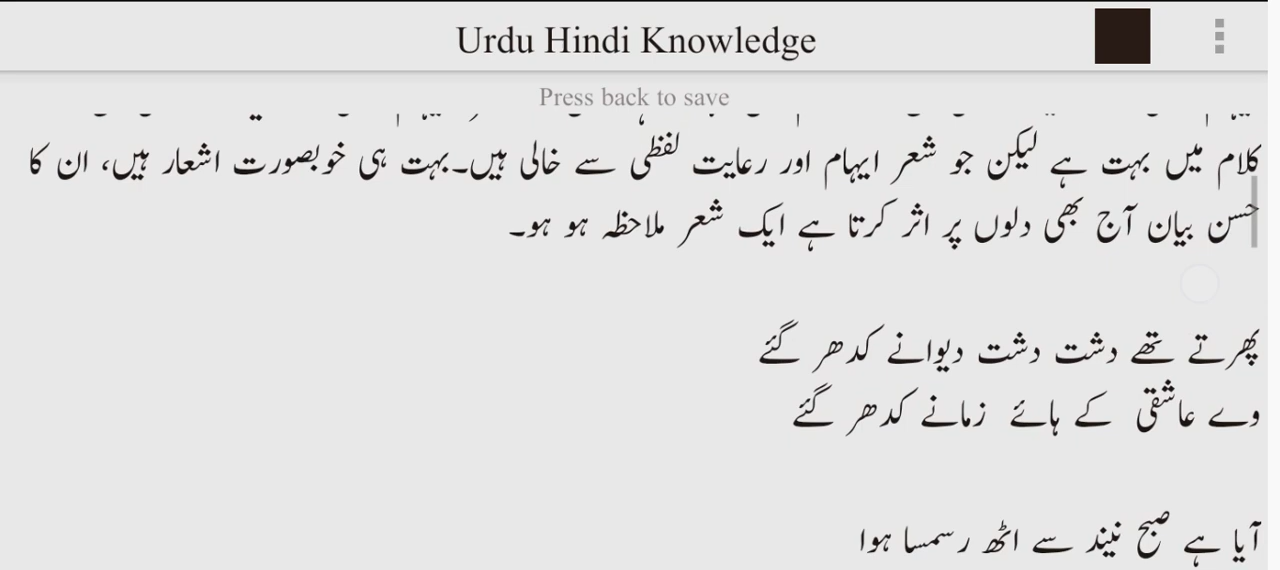 Urdu Hindi Knowledge
Press back to save
کلام میں بہت ہے لیکن جو شعر ایہام اور رعایت لفظی سے خالی ہیں۔بہت ہی خوبصورت اشعار ہیں، ان کا
حسن بیان آج بھی دلوں پر اثر کرتا ہے ایک شعر ملاحظہ ہو ہو۔
پھرتے تھے دشت دشت دیوانے کدھر گئے
وے عاشقی کے ہائے زمانے کدھر گئے
آیا ہے صبح نیند سے اٹھ رسمسا ہوا